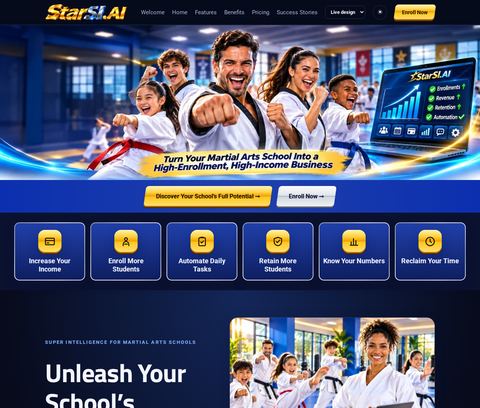 StarSI.AI
Welcome Home Features Benefits Pricing Success Stories Live design Enroll Now
StarSI.AI
Enrollments
Revenue
Retention
Automation
Turn Your Martial Arts School Into a
High-Enrollment, High-Income Business
Discover Your School's Full Potential → Enroll Now →
Increase Your
Income
Enroll More
Students
Automate Daily
Tasks
Retain More
Students
Know Your Numbers
Reclaim Your Time
SUPER INTELLIGENCE FOR MARTIAL ARTS SCHOOLS
Unleash Your
School's